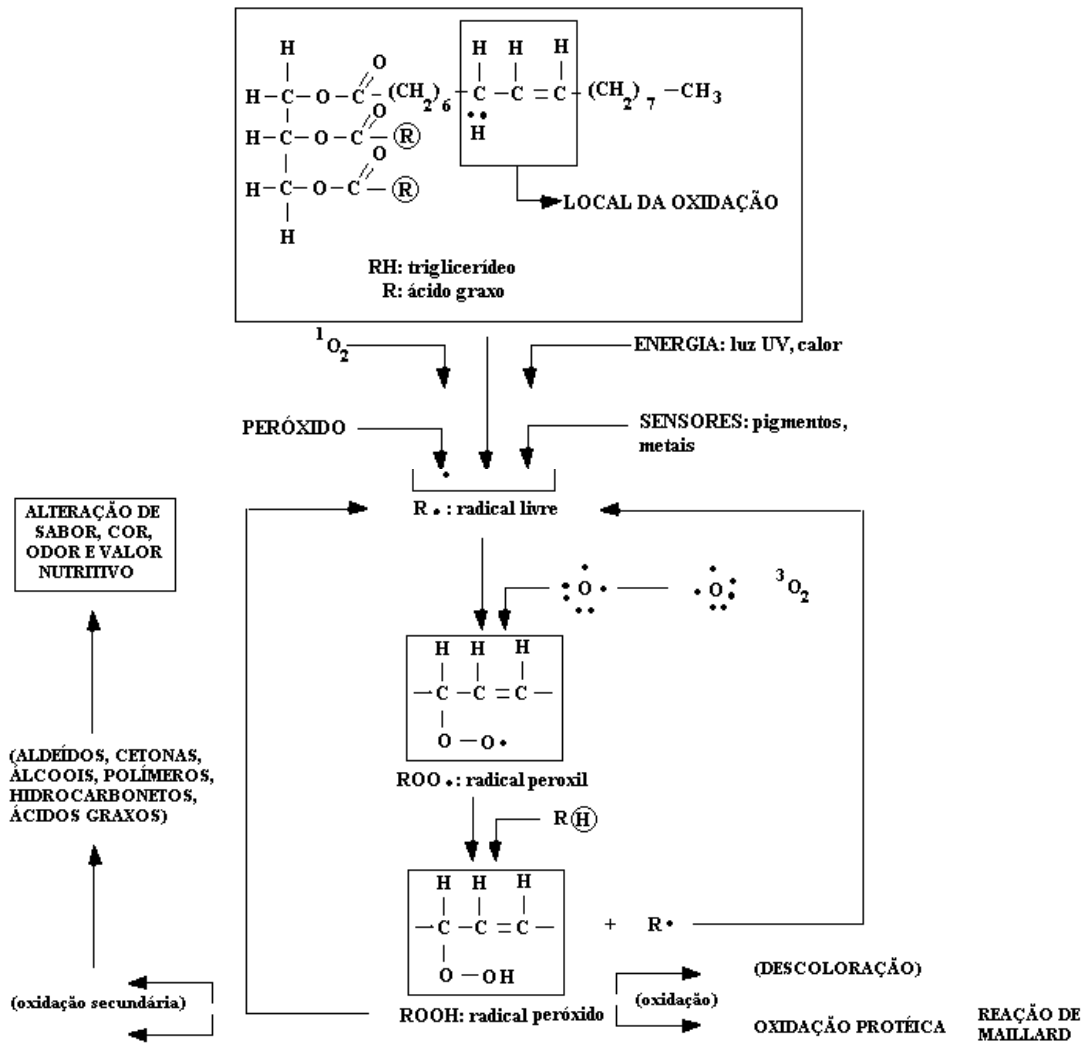 H H H H
O
H – C – O – C – (CH2)6 – C – C = C – (CH2)7 – CH3
O
H
H – C – O – C – R
O
H – C – O – C – R
LOCAL DA OXIDAÇÃO
H
RH: triglicerídeo
R: ácido graxo
1O2
ENERGIA: luz UV, calor
PERÓXIDO
SENSORES: pigmentos,
metais
R • : radical livre
ALTERAÇÃO DE
SABOR, COR,
ODOR E VALOR
NUTRITIVO
O O 3O2
H H H
– C – C = C –
O – O •
ROO • : radical peroxil
(ALDEÍDOS, CETONAS,
ÁLCOOIS, POLÍMEROS,
HIDROCARBONETOS,
ÁCIDOS GRAXOS)
R H
H H H
– C – C = C –
+ R •
O – OH
(DESCOLORAÇÃO)
(oxidação secundária)
(oxidação)
ROOH: radical peróxido
OXIDAÇÃO PROTÉICA
REAÇÃO DE
MAILLARD